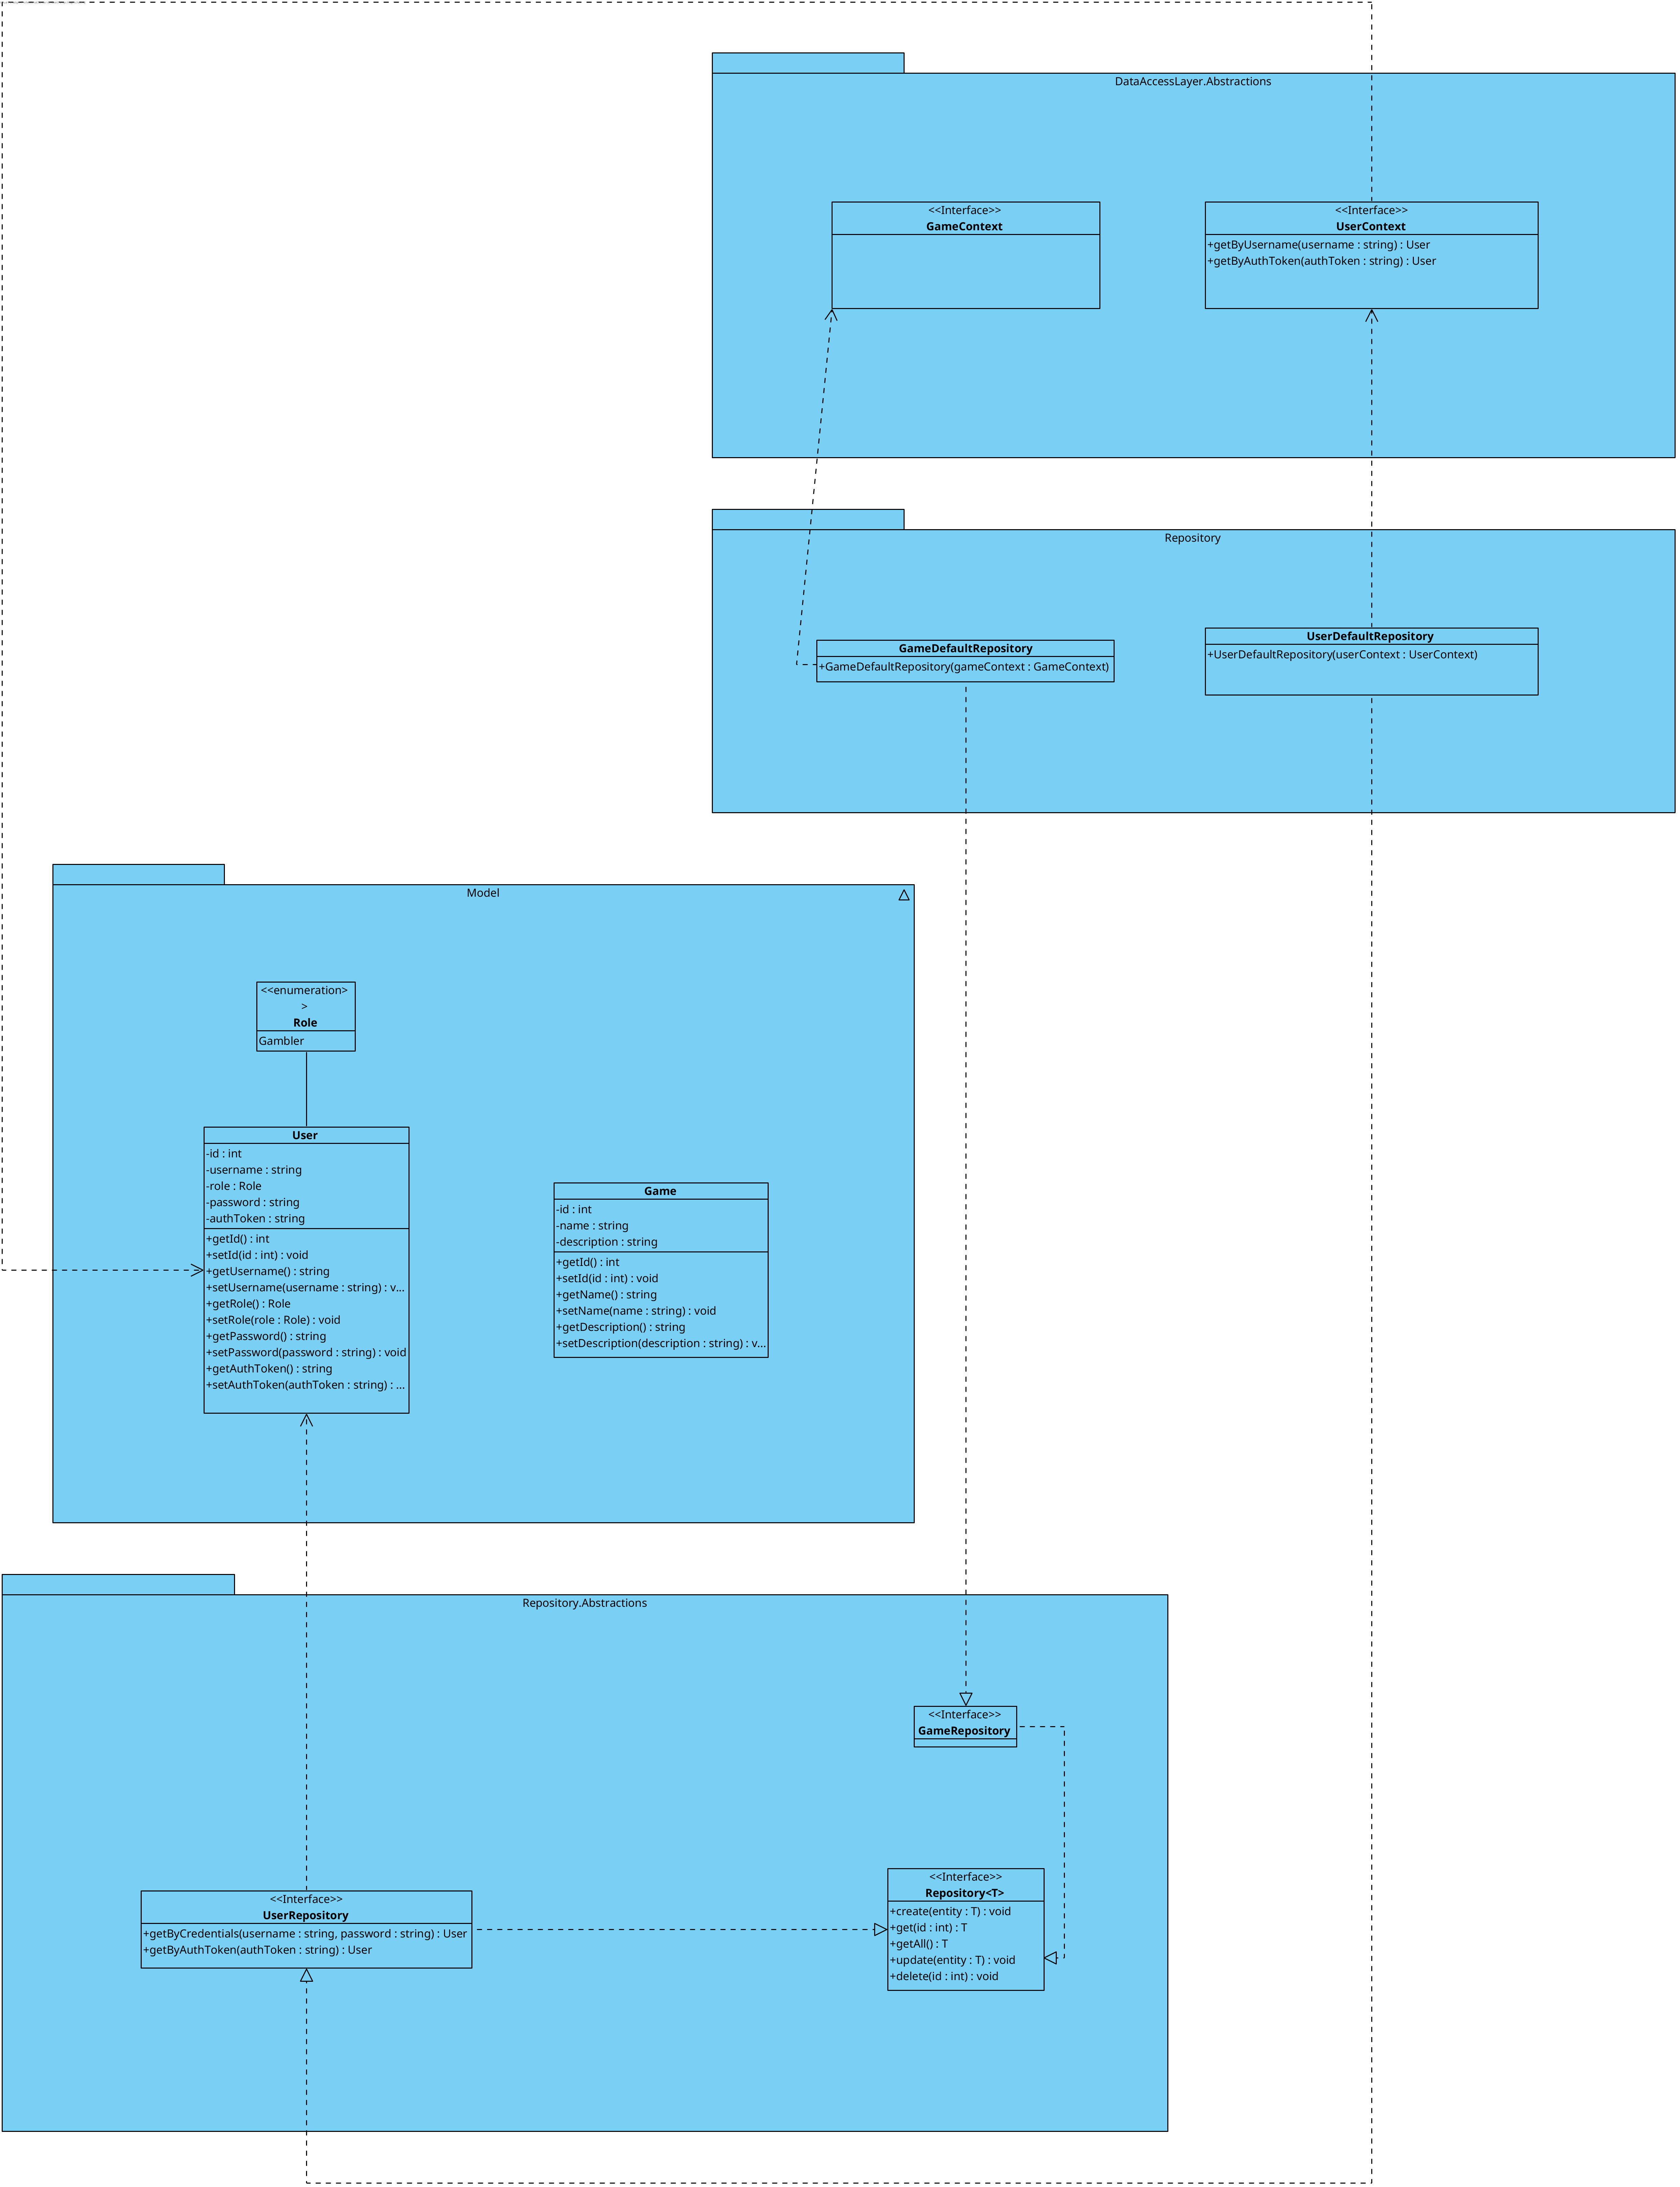 DataAccessLayer.Abstractions
<<Interface>>
GameContext
<<Interface>>
UserContext
+getByUsername(username : string) : User
+getByAuthToken(authToken : string) : User
Repository
GameDefaultRepository
+GameDefaultRepository(gameContext : GameContext)
UserDefaultRepository
+UserDefaultRepository(userContext : UserContext)
Model
<<enumeration>
>
Role
Gambler
User
-id : int
-username : string
-role : Role
-password : string
-authToken : string
+getId() : int
+setId(id : int) : void
+getUsername() : string
+setUsername(username : string) : v...
+getRole() : Role
+setRole(role : Role) : void
+getPassword() : string
+setPassword(password : string) : void
+getAuthToken() : string
+setAuthToken(authToken : string) : ...
Game
-id : int
-name : string
-description : string
+getId() : int
+setId(id : int) : void
+getName() : string
+setName(name : string) : void
+getDescription() : string
+setDescription(description : string) : v...
Repository.Abstractions
<<Interface>>
GameRepository
<<Interface>>
UserRepository
+getByCredentials(username : string, password : string) : User
+getByAuthToken(authToken : string) : User
<<Interface>>
Repository<T>
+create(entity : T) : void
+get(id : int) : T
+getAll() : T
+update(entity : T) : void
+delete(id : int) : void